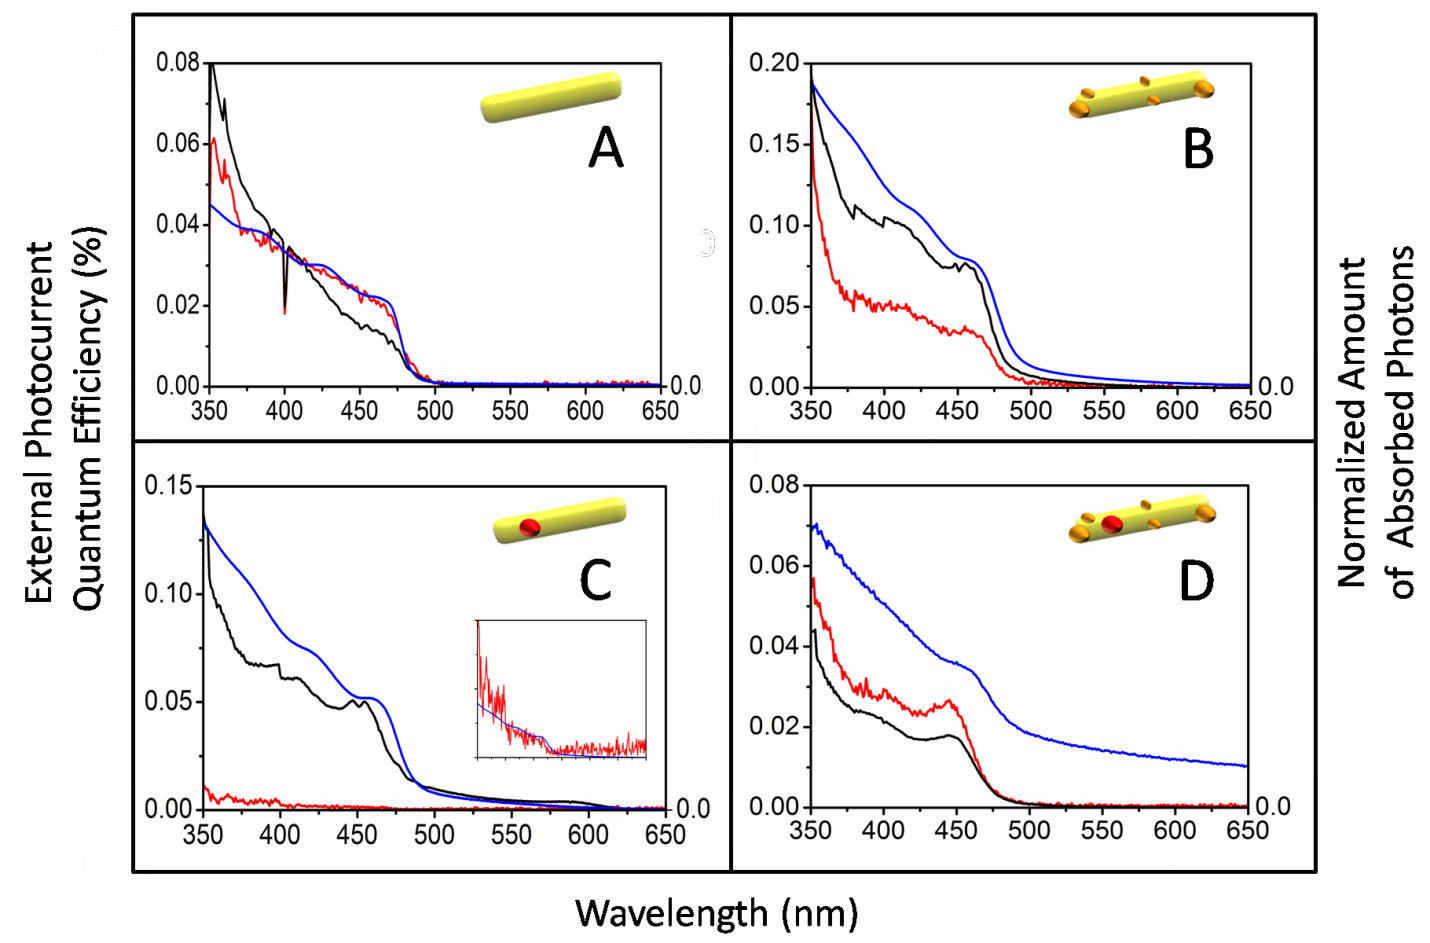 External Photocurrent
Quantum Efficiency (%)
0.08
0.06
0.04
0.02
0.00
350 400 450 500 550 600 650
0.0
A
0.20
0.15
0.10
0.05
0.00
350 400 450 500 550 600 650
0.0
B
0.15
0.10
0.05
0.00
350 400 450 500 550 600 650
0.0
C
0.08
0.06
0.04
0.02
0.00
350 400 450 500 550 600 650
0.0
D
Normalized Amount
of Absorbed Photons
Wavelength (nm)